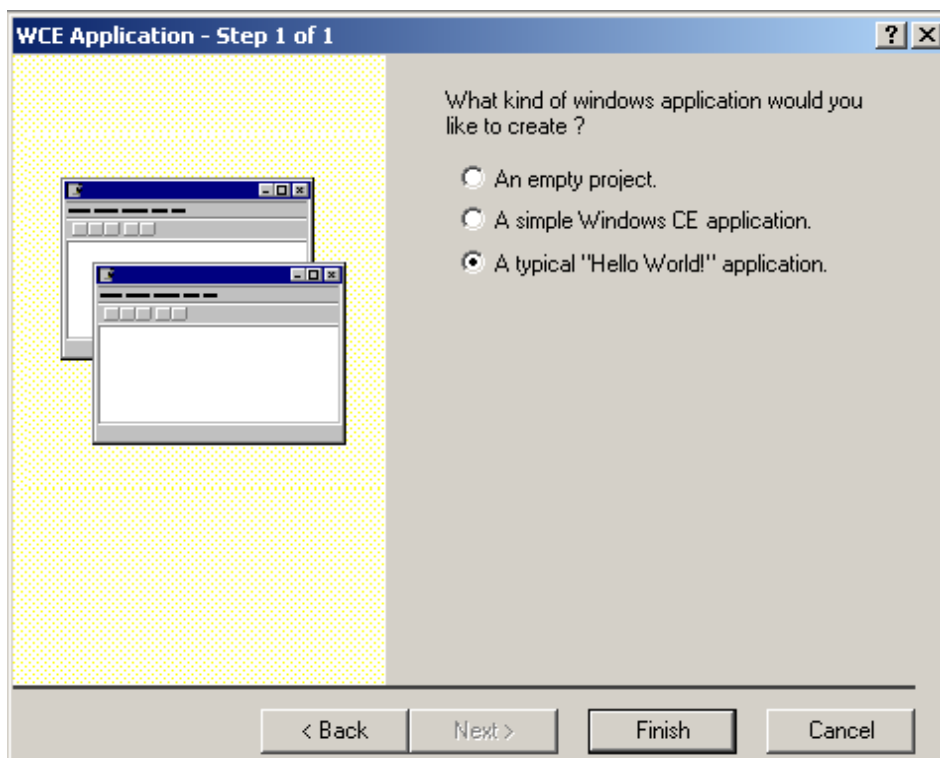 WCE Application - Step 1 of 1
What kind of windows application would you
like to create ?
An empty project.
A simple Windows CE application.
A typical "Hello World!" application.
< Back
Next >
Finish
Cancel